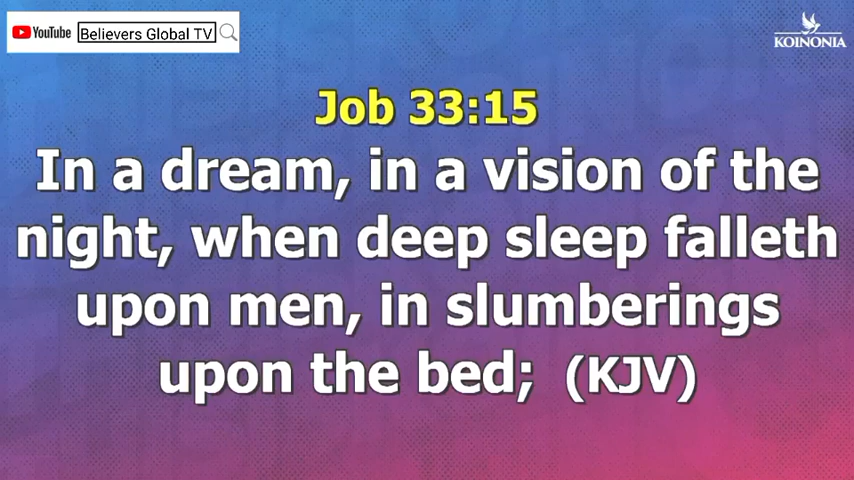 YouTube Believers Global TV
KOINONIA
Job 33:15
In a dream, in a vision of the
night, when deep sleep falleth
upon men, in slumberings
upon the bed; (KJV)